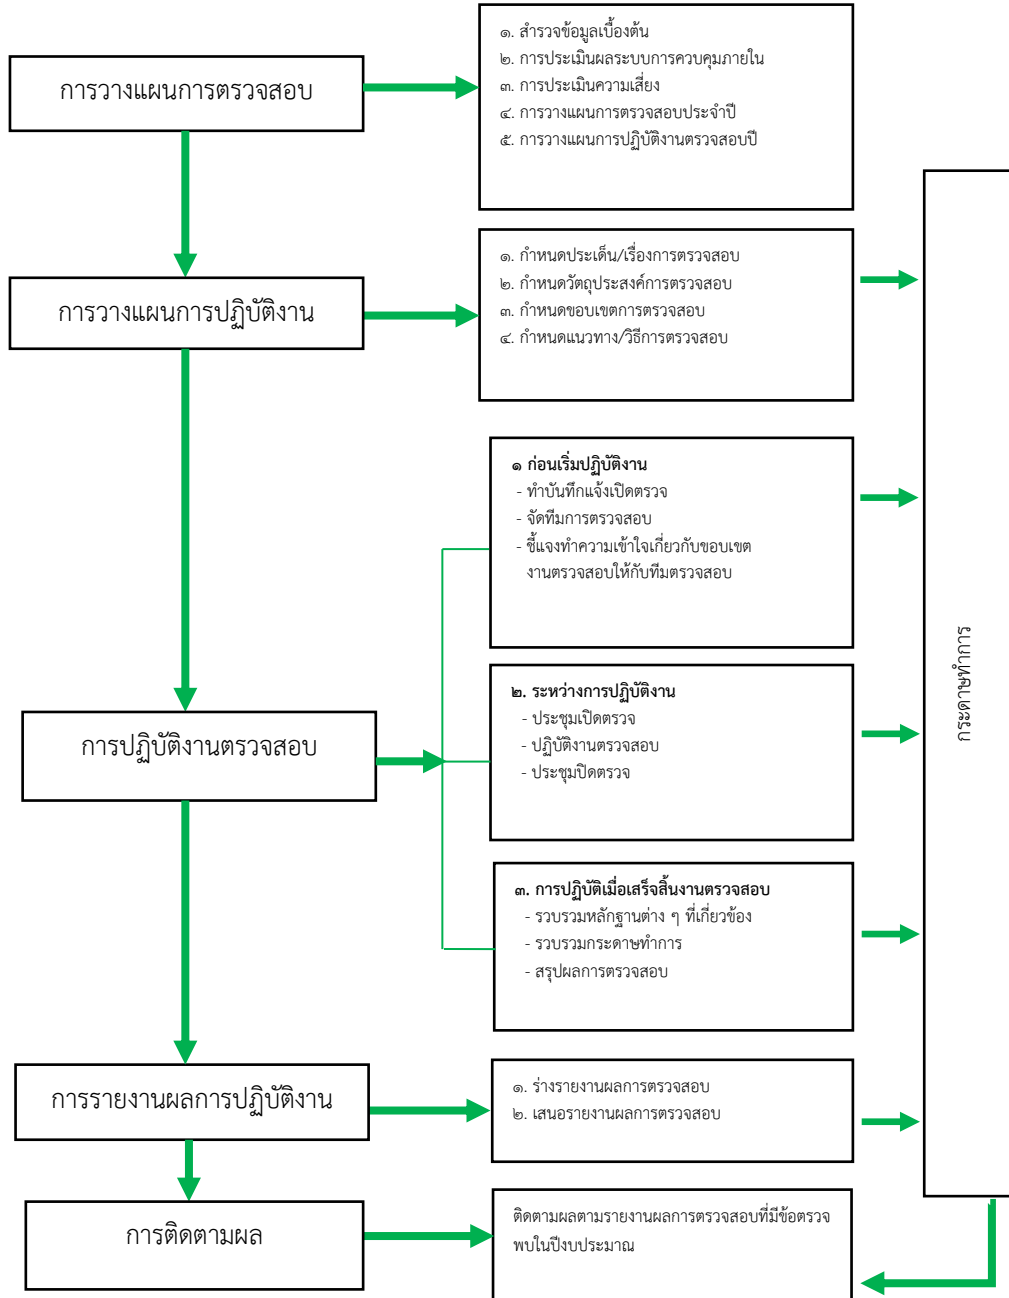 การวางแผนการตรวจสอบ
๑. สำรวจข้อมูลเบื้องต้น
๒. การประเมินผลระบบการควบคุมภายใน
๓. การประเมินความเสี่ยง
๔. การวางแผนการตรวจสอบประจำปี
๕. การวางแผนการปฏิบัติงานตรวจสอบปี
การวางแผนการปฏิบัติงาน
๑. กำหนดประเด็น/เรื่องการตรวจสอบ
๒. กำหนดวัตถุประสงค์การตรวจสอบ
๓. กำหนดขอบเขตการตรวจสอบ
๔. กำหนดแนวทาง/วิธีการตรวจสอบ
การปฏิบัติงานตรวจสอบ
๑ ก่อนเริ่มปฏิบัติงาน
- ทำบันทึกแจ้งเปิดตรวจ
- จัดทีมการตรวจสอบ
- ชี้แจงทำความเข้าใจเกี่ยวกับขอบเขต
งานตรวจสอบให้กับทีมตรวจสอบ
๒. ระหว่างการปฏิบัติงาน
- ประชุมเปิดตรวจ
- ปฏิบัติงานตรวจสอบ
- ประชุมปิดตรวจ
๓. การปฏิบัติเมื่อเสร็จสิ้นงานตรวจสอบ
- รวบรวมหลักฐานต่าง ๆ ที่เกี่ยวข้อง
- รวบรวมกระดาษทำการ
- สรุปผลการตรวจสอบ
การรายงานผลการปฏิบัติงาน
๑. ร่างรายงานผลการตรวจสอบ
๒. เสนอรายงานผลการตรวจสอบ
การติดตามผล
ติดตามผลตามรายงานผลการตรวจสอบที่มีข้อตรวจ
พบในปีงบประมาณ
กระดาษทำการ